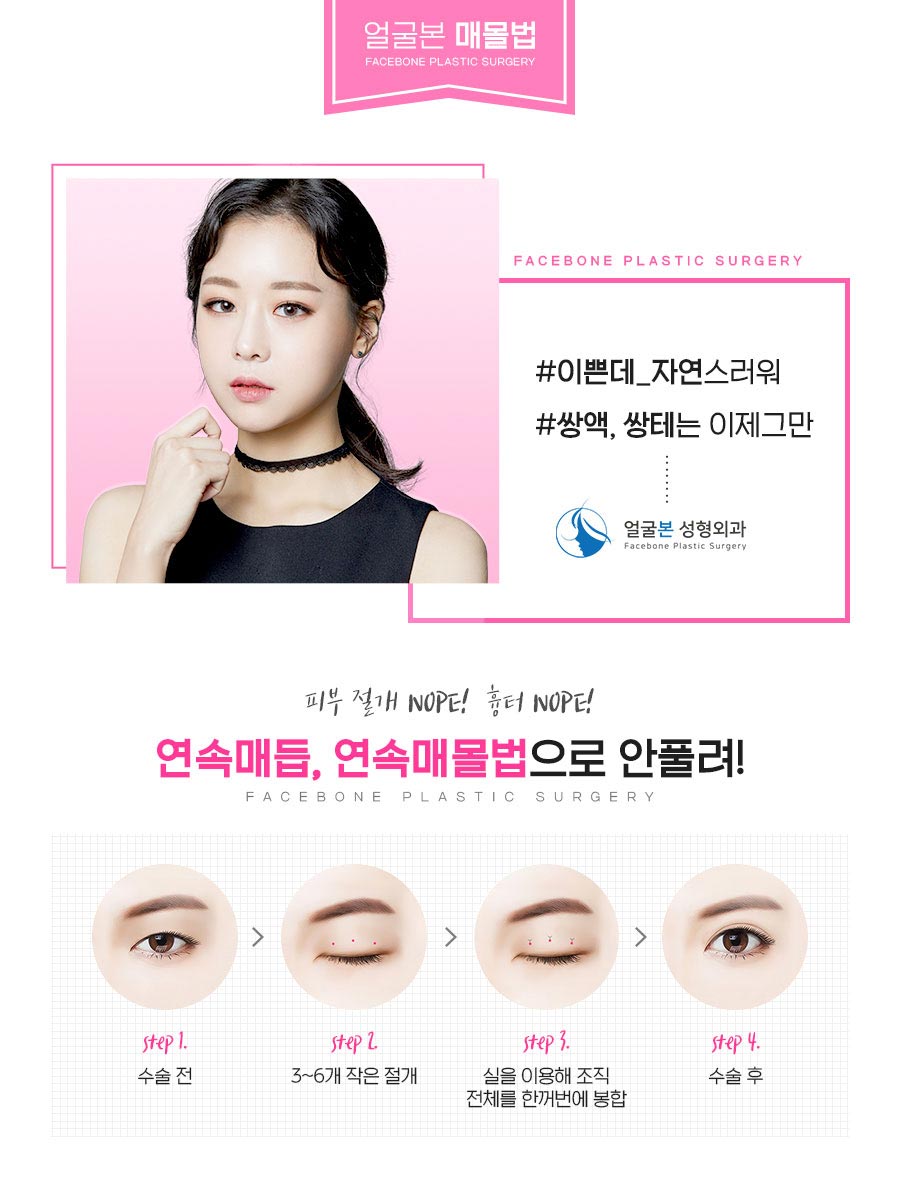 얼굴본 매몰법
FACEBONE PLASTIC SURGERY
FACEBONE PLASTIC SURGERY
#이쁜데_자연스러워
#쌍액, 쌍테는 이제그만
얼굴본 성형외과
Facebone Plastic Surgery
피부 절개 NOPE! 흉터 NOPE!
연속매듭, 연속매몰법으로 안풀려!
FACEBONE PLASTIC SURGERY
step 1.
수술 전
step 2.
3~6개 작은 절개
step 3.
실을 이용해 조직
전체를 한꺼번에 봉합
step 4.
수술 후